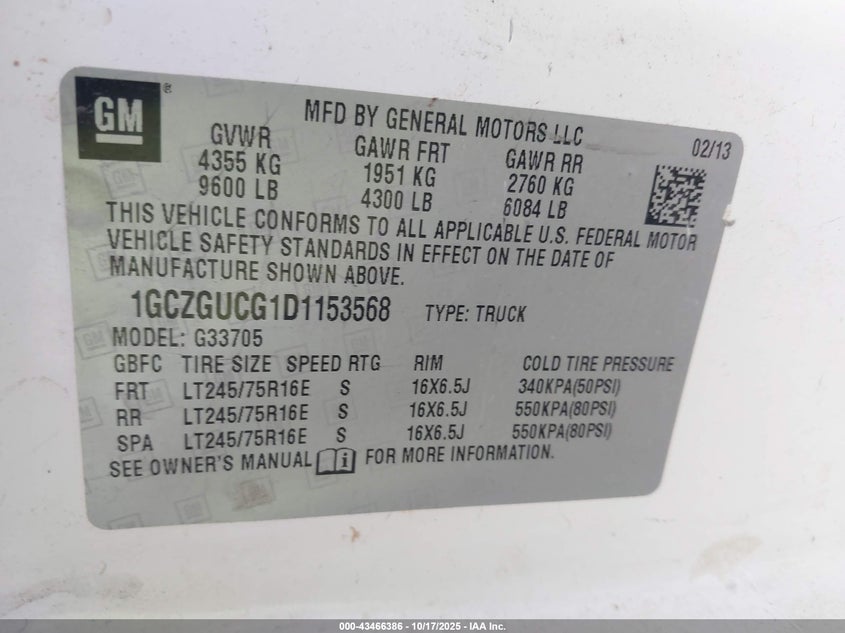 GM ®
MFD BY GENERAL MOTORS LLC
02/13
GVWR GAWR FRT GAWR RR
4355 KG 1951 KG 2760 KG
9600 LB 4300 LB 6084 LB
THIS VEHICLE CONFORMS TO ALL APPLICABLE U.S. FEDERAL MOTOR
VEHICLE SAFETY STANDARDS IN EFFECT ON THE DATE OF
MANUFACTURE SHOWN ABOVE.
1GCZGUCG1D1153568 TYPE: TRUCK
MODEL: G33705
GBFC TIRE SIZE SPEED RTG RIM COLD TIRE PRESSURE
FRT LT245/75R16E S 16X6.5J 340KPA(50PSI)
RR LT245/75R16E S 16X6.5J 550KPA(80PSI)
SPA LT245/75R16E S 16X6.5J 550KPA(80PSI)
SEE OWNER'S MANUAL i FOR MORE INFORMATION.
000-43466386 - 10/17/2025 - IAA Inc.